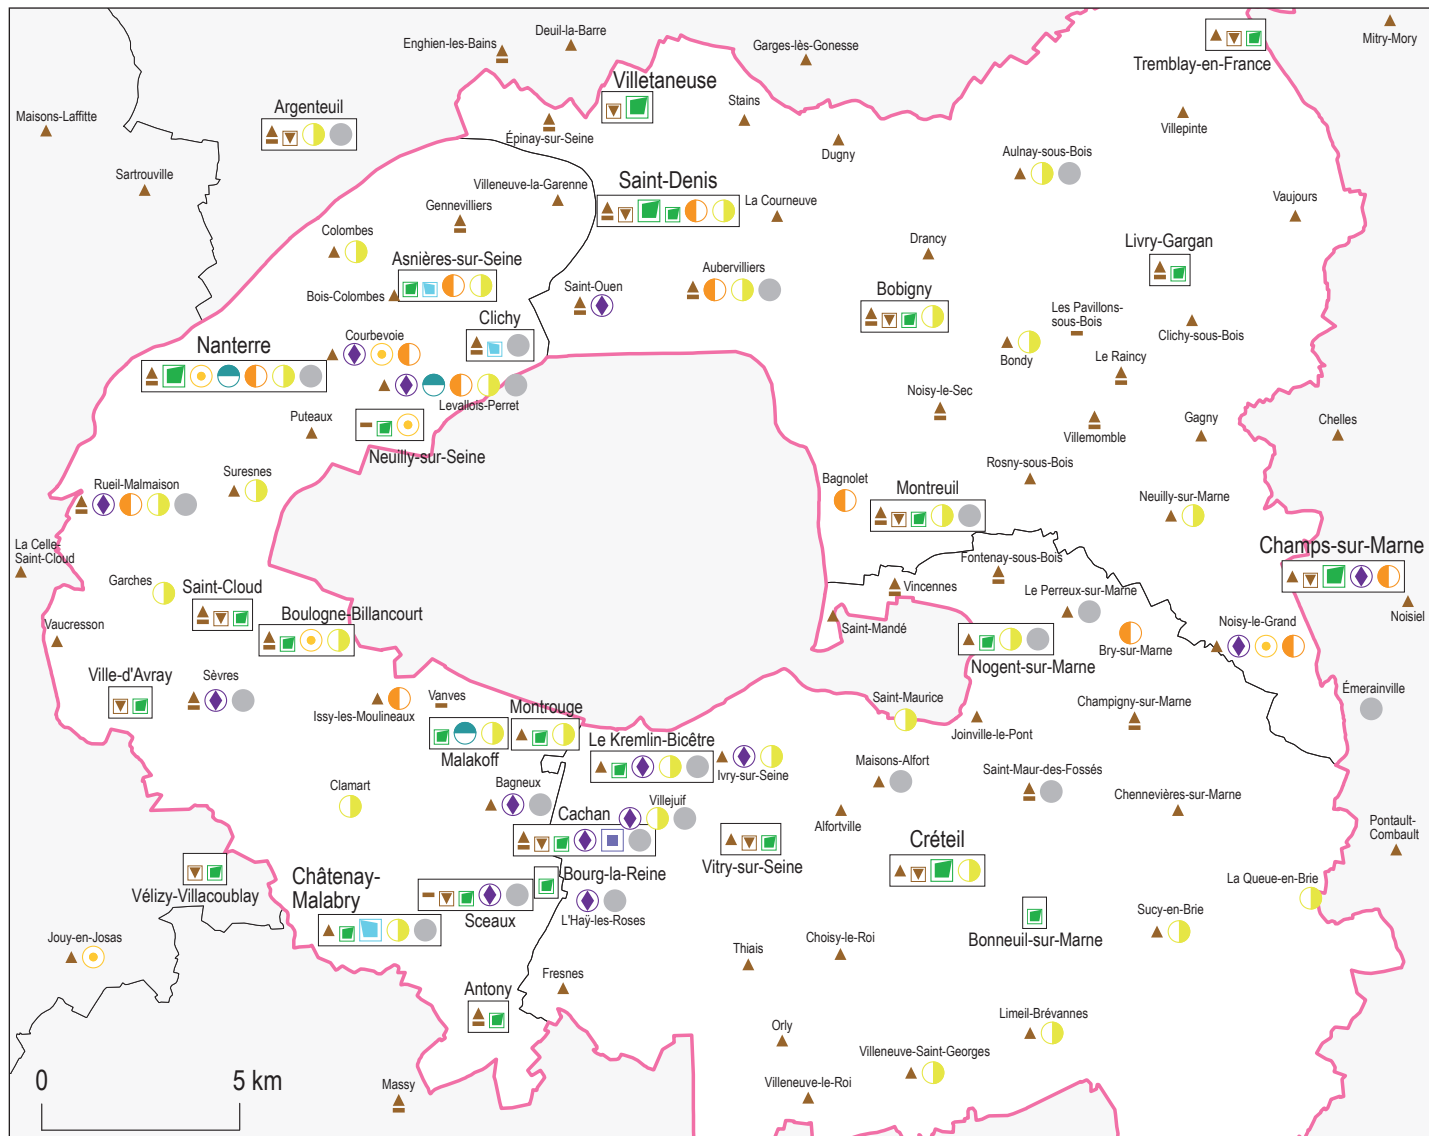 Enghien-les-Bains
Deuil-la-Barre
Garges-lès-Gonesse
Tremblay-en-France
Mitry-Mory
Maisons-Laffitte
Argenteuil
Villetaneuse
Épinay-sur-Seine
Stains
Dugny
Villepinte
Aulnay-sous-Bois
Sartrouville
Villeneuve-la-Garenne
Saint-Denis
La Courneuve
Vaujours
Gennevilliers
Colombes
Asnières-sur-Seine
Drancy
Livry-Gargan
Bois-Colombes
Saint-Ouen
Aubervilliers
Bobigny
Les Pavillons-
sous-Bois
Clichy-sous-Bois
Clichy
Courbevoie
Nanterre
Bondy
Le Raincy
Levallois-Perret
Noisy-le-Sec
Puteaux
Neuilly-sur-Seine
Villemomble
Gagny
Chelles
Suresnes
Rueil-Malmaison
Bagnolet
Rosny-sous-Bois
Montreuil
Neuilly-sur-Marne
La Celle-
Saint-Cloud
Garches
Saint-Cloud
Boulogne-Billancourt
Fontenay-sous-Bois
Vincennes
Champs-sur-Marne
Noisiel
Le Perreux-sur-Marne
Saint-Mandé
Vaucresson
Noisy-le-Grand
Bry-sur-Marne
Nogent-sur-Marne
Ville-d'Avray
Sèvres
Issy-les-Moulineaux
Vanves
Montrouge
Malakoff
Saint-Maurice
Joinville-le-Pont
Champigny-sur-Marne
Émerainville
Le Kremlin-Bicêtre
Ivry-sur-Seine
Maisons-Alfort
Saint-Maur-des-Fossés
Clamart
Bagneux
Villejuif
Cachan
Alfortville
Chennevières-sur-Marne
Pontault-
Combault
Vitry-sur-Seine
Créteil
Vélizy-Villacoublay
Châtenay-
Malabry
Bourg-la-Reine
Sceaux
L'Haÿ-les-Roses
La Queue-en-Brie
Jouy-en-Josas
Thiais
Choisy-le-Roi
Bonneuil-sur-Marne
Sucy-en-Brie
Fresnes
Antony
Limeil-Brévannes
Orly
Villeneuve-Saint-Georges
Massy
Villeneuve-le-Roi
0 5 km